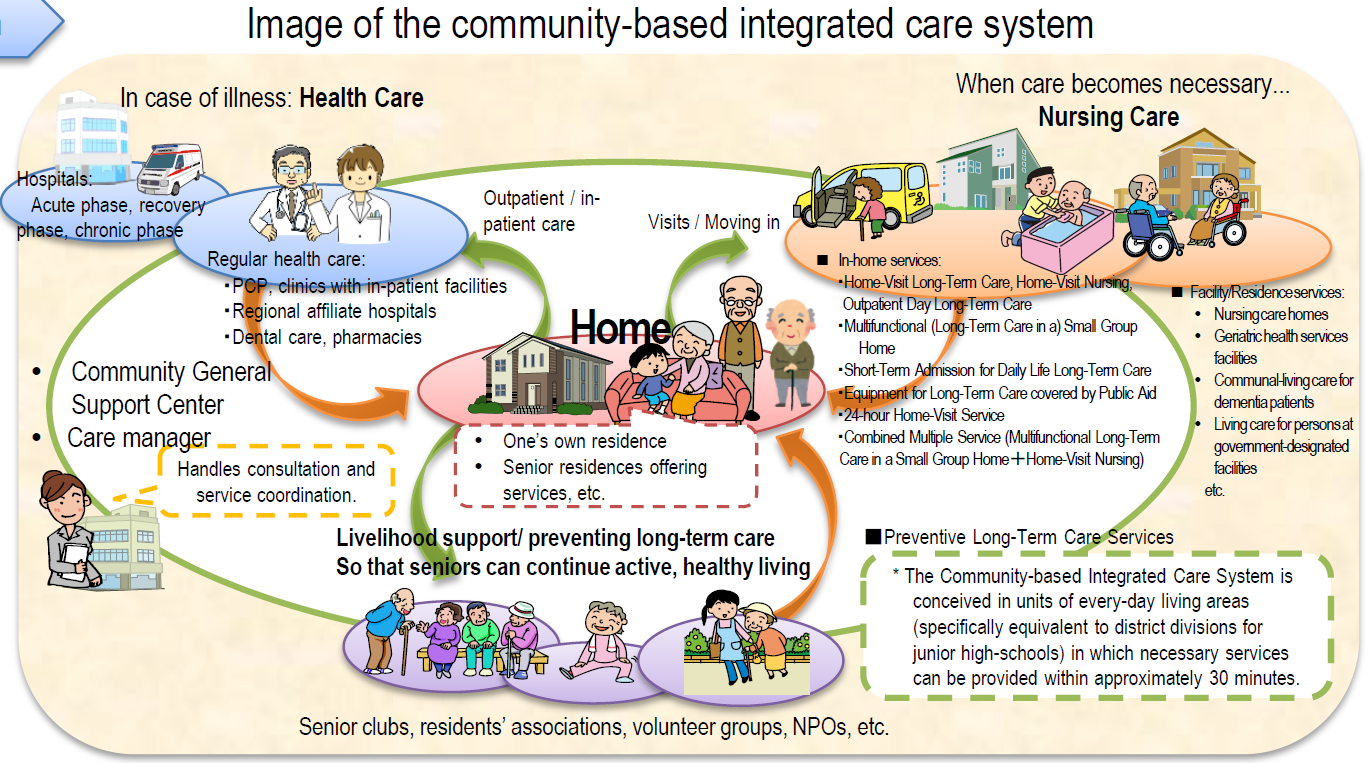 Image of the community-based integrated care system
In case of illness: Health Care
When care becomes necessary...
Nursing Care
Hospitals:
Acute phase, recovery
phase, chronic phase
Outpatient / in-
patient care
Visits / Moving in
Regular health care:
・PCP, clinics with in-patient facilities
・Regional affiliate hospitals
・Dental care, pharmacies
■ In-home services:
・Home-Visit Long-Term Care, Home-Visit Nursing,
Outpatient Day Long-Term Care
・Multifunctional (Long-Term Care in a) Small Group
Home
・Short-Term Admission for Daily Life Long-Term Care
・Equipment for Long-Term Care covered by Public Aid
・24-hour Home-Visit Service
・Combined Multiple Service (Multifunctional Long-Term
Care in a Small Group Home＋Home-Visit Nursing)
■ Facility/Residence services:
• Nursing care homes
• Geriatric health services
facilities
• Communal-living care for
dementia patients
• Living care for persons at
government-designated
facilities
etc.
Home
• One's own residence
• Senior residences offering
services, etc.
• Community General
Support Center
• Care manager
Handles consultation and
service coordination.
Livelihood support/ preventing long-term care
So that seniors can continue active, healthy living
■Preventive Long-Term Care Services
* The Community-based Integrated Care System is
conceived in units of every-day living areas
(specifically equivalent to district divisions for
junior high-schools) in which necessary services
can be provided within approximately 30 minutes.
Senior clubs, residents' associations, volunteer groups, NPOs, etc.